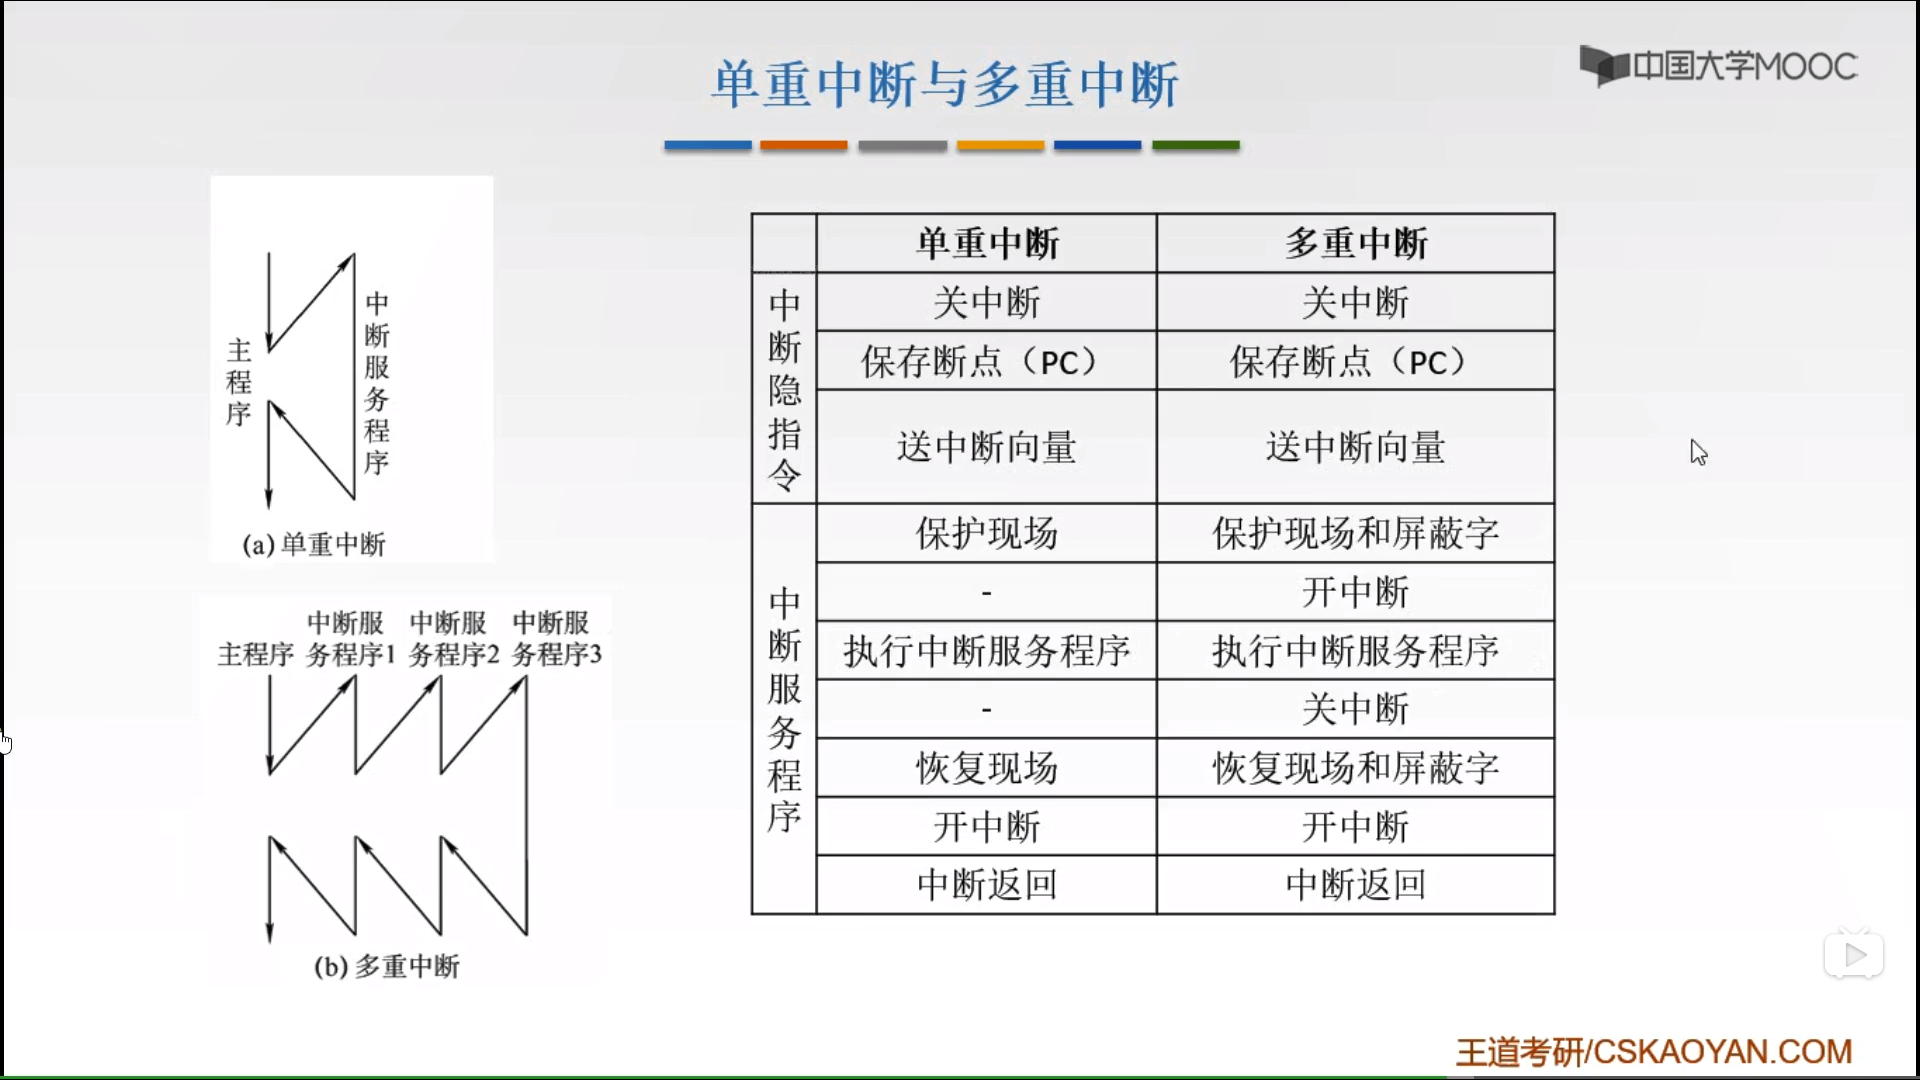 单重中断与多重中断
中国大学MOOC
主程序
中断服务程序
(a) 单重中断
主程序
中断服务程序1
中断服务程序2
中断服务程序3
(b) 多重中断
单重中断 多重中断
中断隐指令
关中断 关中断
保存断点（PC） 保存断点（PC）
送中断向量 送中断向量
中断服务程序
保护现场 保护现场和屏蔽字
- 开中断
执行中断服务程序 执行中断服务程序
- 关中断
恢复现场 恢复现场和屏蔽字
开中断 开中断
中断返回 中断返回
王道考研/CSKAOYAN.COM